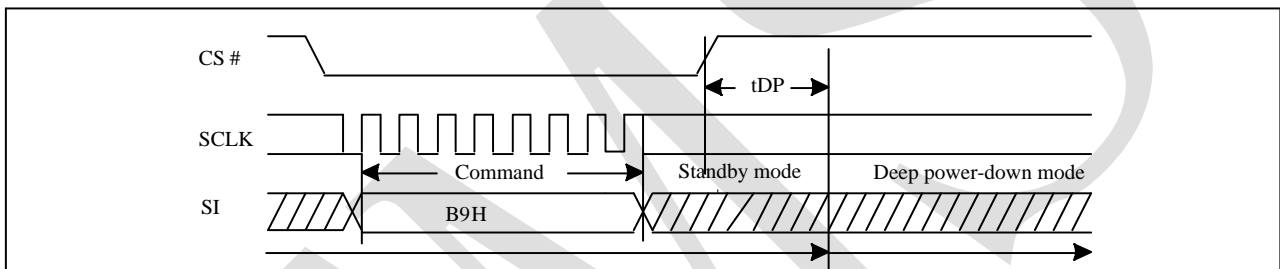 CS #
tDP
SCLK
Command
Standby mode
Deep power-down mode
SI
B9H